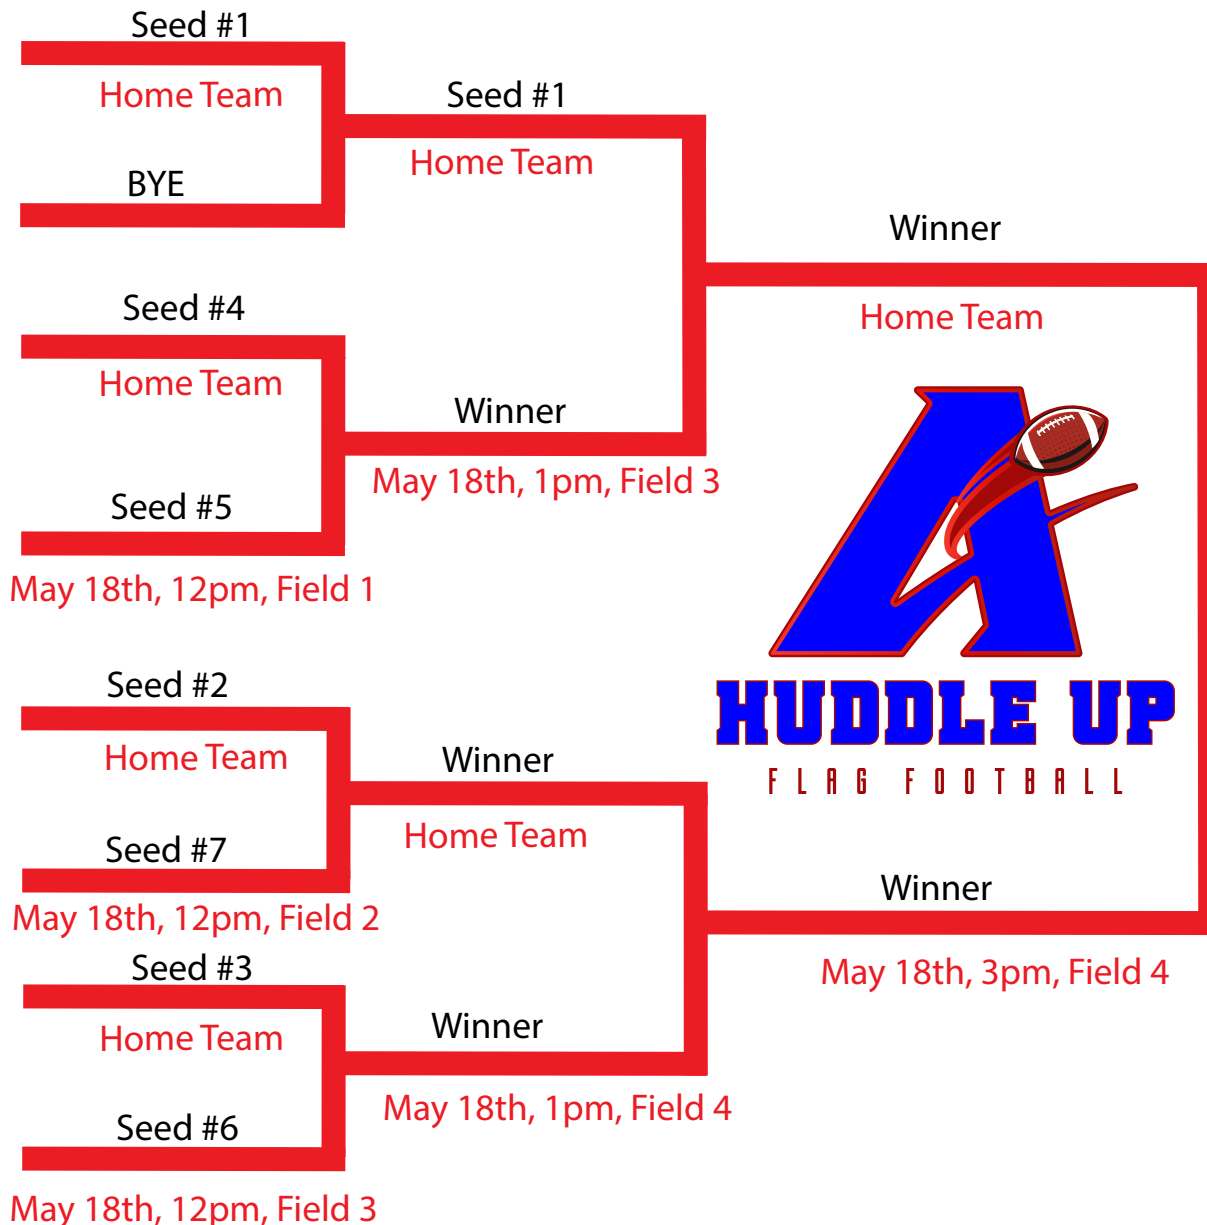 Seed #1
Home Team
BYE
Seed #1
Home Team
Seed #4
Home Team
Seed #5
May 18th, 12pm, Field 1
Winner
May 18th, 1pm, Field 3
Winner
Home Team
HUDDLE UP
FLAG FOOTBALL
Seed #2
Home Team
Seed #7
May 18th, 12pm, Field 2
Winner
Home Team
Seed #3
Home Team
Seed #6
May 18th, 12pm, Field 3
Winner
May 18th, 1pm, Field 4
Winner
May 18th, 3pm, Field 4